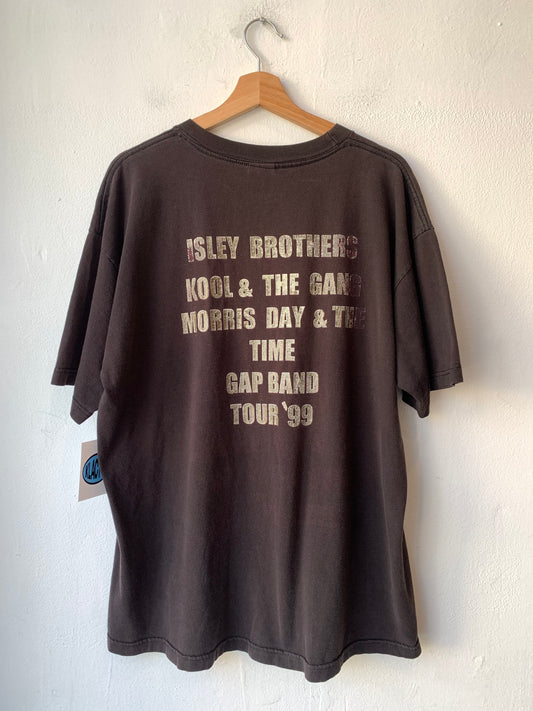 ISLEY BROTHERS
KOOL & THE GANG
MORRIS DAY & THE
TIME
GAP BAND
TOUR '99